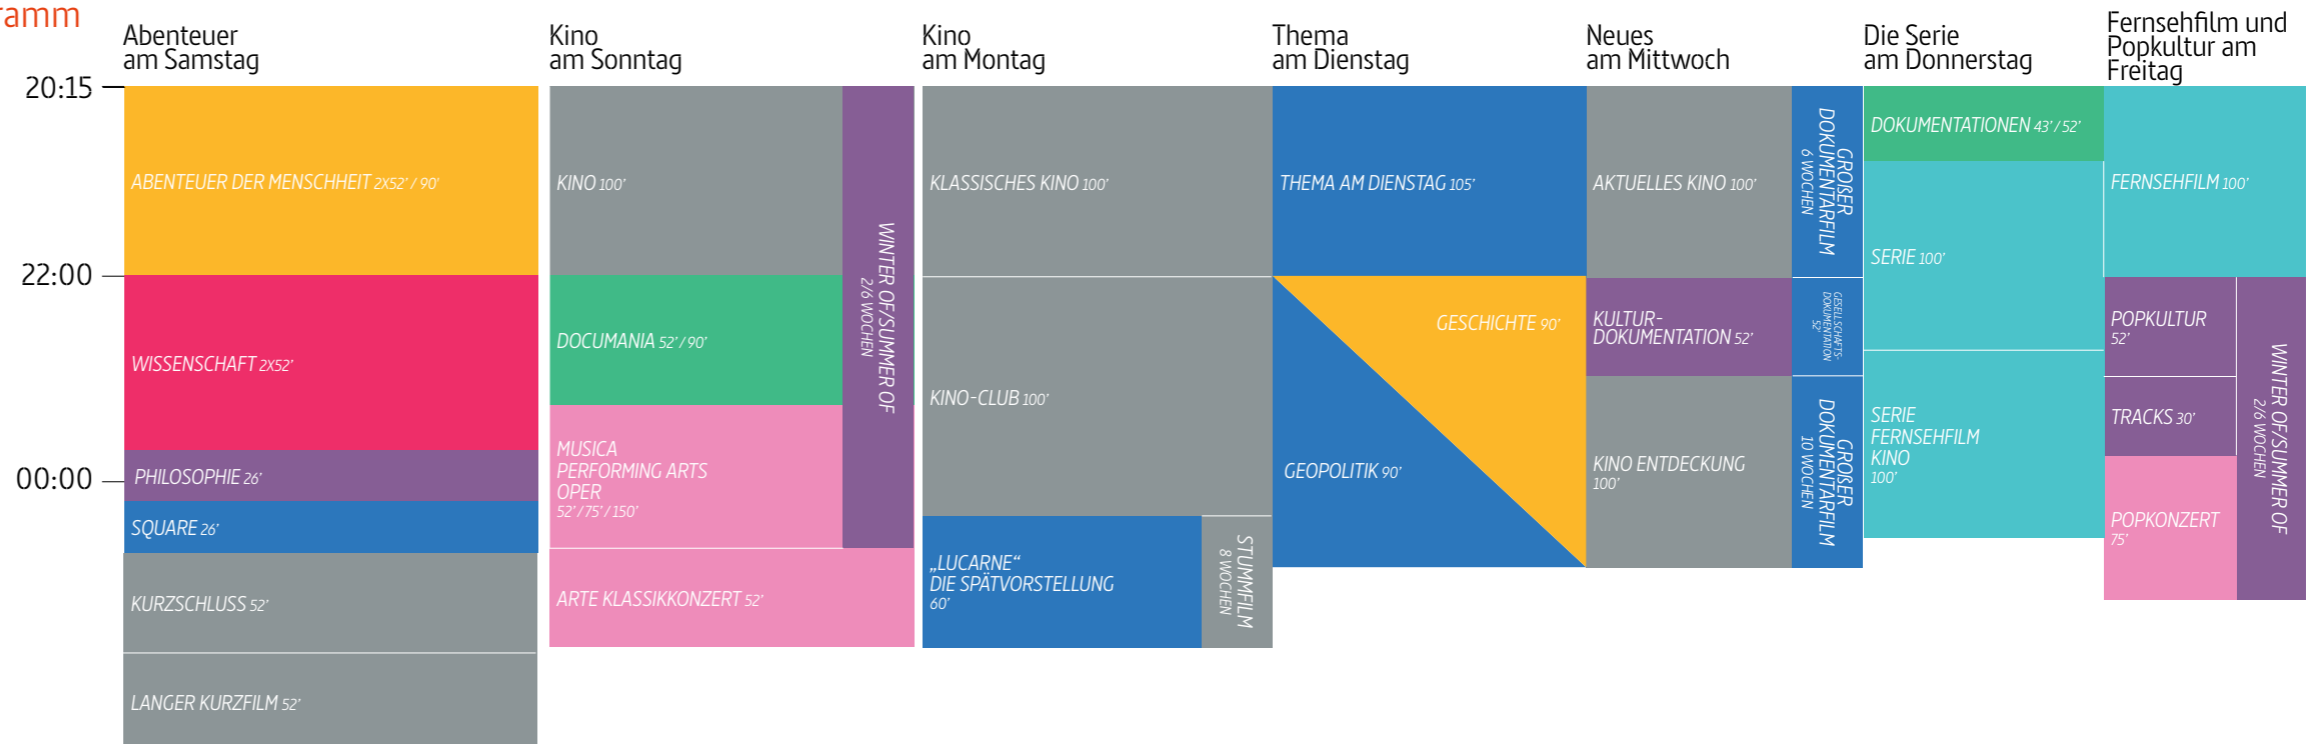 ramm
Abenteuer
am Samstag
Kino
am Sonntag
Kino
am Montag
Thema
am Dienstag
Neues
am Mittwoch
Die Serie
am Donnerstag
Fernsehfilm und
Popkultur am
Freitag
20:15
22:00
00:00
ABENTEUER DER MENSCHHEIT 2X52’ / 90’
WISSENSCHAFT 2X52’
PHILOSOPHIE 26’
SQUARE 26’
KURZSCHLUSS 52’
LANGER KURZFILM 52’
KINO 100’
DOCUMANIA 52’ / 90’
MUSICA
PERFORMING ARTS
OPER
52’ / 75’ / 150’
ARTE KLASSIKKONZERT 52’
WINTER OF/SUMMER OF
2/6 WOCHEN
KLASSISCHES KINO 100’
KINO-CLUB 100’
„LUCARNE“
DIE SPÄTVORSTELLUNG
60’
STUMMFILM
8 WOCHEN
THEMA AM DIENSTAG 105’
GESCHICHTE 90’
GEOPOLITIK 90’
AKTUELLES KINO 100’
KULTUR-
DOKUMENTATION 52’
KINO ENTDECKUNG
100’
GROßER
DOKUMENTARFILM
6 WOCHEN
GESELLSCHAFTS-
DOKUMENTATION
52’
GROßER
DOKUMENTARFILM
10 WOCHEN
DOKUMENTATIONEN 43’ / 52’
SERIE 100’
SERIE
FERNSEHFILM
KINO
100’
FERNSEHFILM 100’
POPKULTUR
52’
TRACKS 30’
POPKONZERT
75’
WINTER OF/SUMMER OF
2/6 WOCHEN